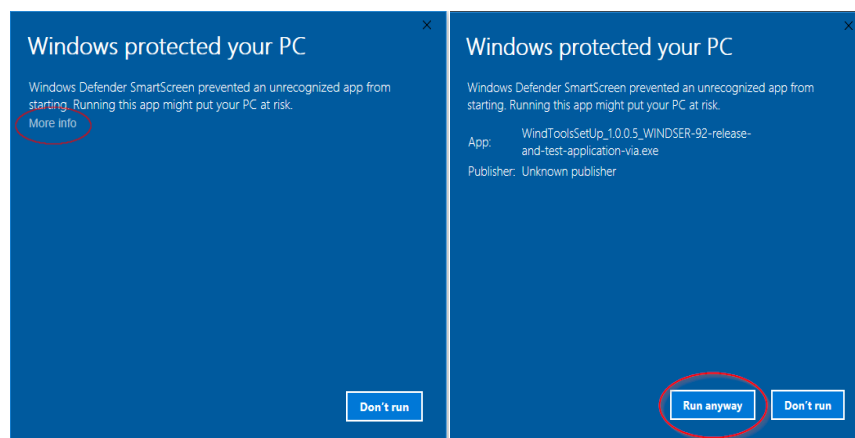 Windows protected your PC
Windows Defender SmartScreen prevented an unrecognized app from
starting. Running this app might put your PC at risk.
More info
Don't run
Windows protected your PC
Windows Defender SmartScreen prevented an unrecognized app from
starting. Running this app might put your PC at risk.
App: WindToolsSetUp_1.0.0.5_WINDSER-92-release-
and-test-application-via.exe
Publisher: Unknown publisher
Run anyway Don't run